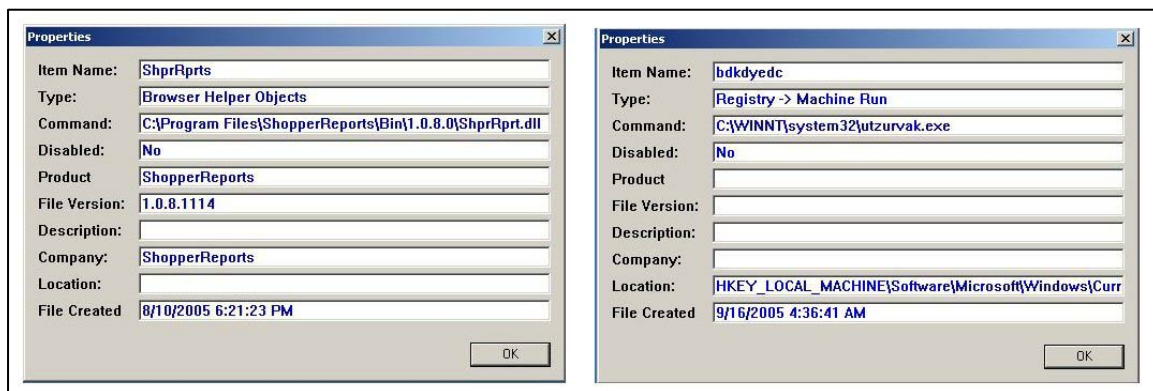 Properties
Item Name: ShprRprts
Type: Browser Helper Objects
Command: C:\Program Files\ShopperReports\Bin\1.0.8.0\ShprRprt.dll
Disabled: No
Product ShopperReports
File Version: 1.0.8.1114
Description:
Company: ShopperReports
Location:
File Created 8/10/2005 6:21:23 PM
OK
Properties
Item Name: bdkdyedc
Type: Registry -> Machine Run
Command: C:\WINNT\system32\utzurvak.exe
Disabled: No
Product
File Version:
Description:
Company:
Location: HKEY_LOCAL_MACHINE\Software\Microsoft\Windows\Curr
File Created 9/16/2005 4:36:41 AM
OK